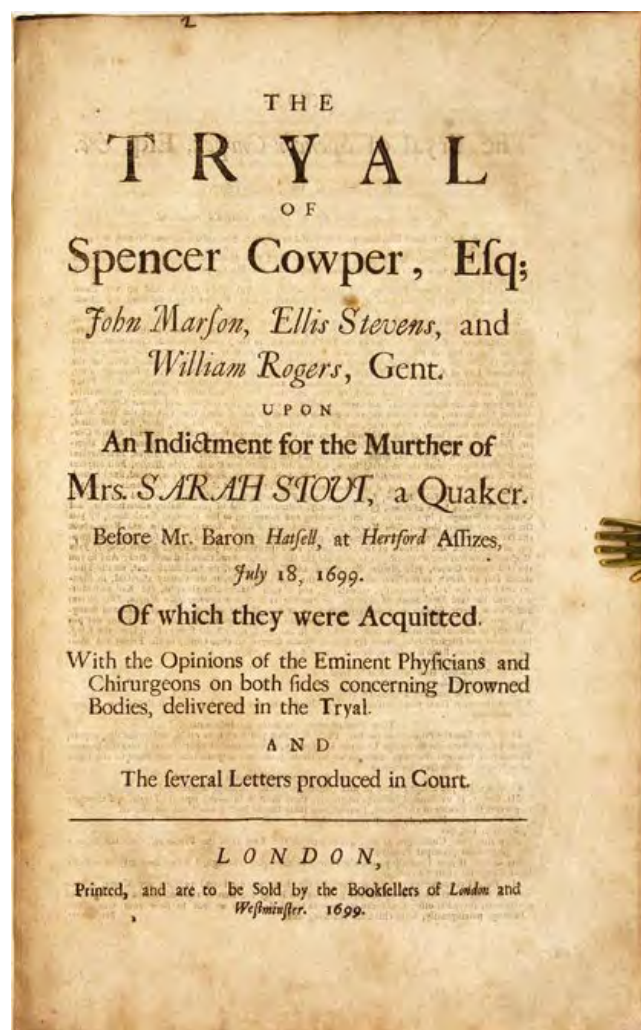 2
THE
TRYAL
OF
Spencer Cowper, Eſq;
John Marſon, Ellis Stevens, and
William Rogers, Gent.
UPON
An Indictment for the Murther of
Mrs. SARAH STOUT, a Quaker.
Before Mr. Baron Hatſell, at Hertford Aſſizes,
July 18, 1699.
Of which they were Acquitted.
With the Opinions of the Eminent Phyſicians and
Chirurgeons on both ſides concerning Drowned
Bodies, delivered in the Tryal.
AND
The ſeveral Letters produced in Court.
LONDON,
Printed, and are to be Sold by the Bookſellers of London and
Weſtminſter. 1699.